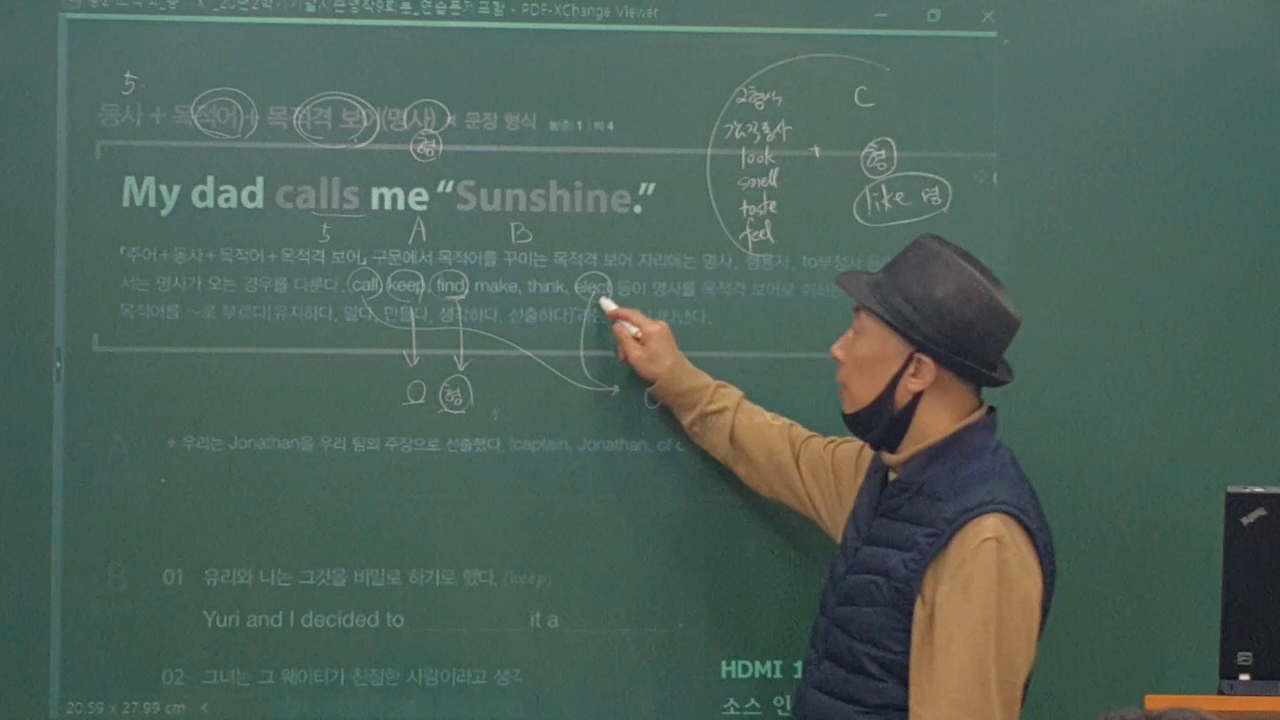 - PDF-XChange Viewer
5
동사 + 목적어 + 목적격 보어(명사) 문장 형식
형
2형식 C
감각동사
look + 형
smell like 명
taste
feel
My dad calls me “Sunshine.”
5 A B
「주어+동사+목적어+목적격 보어」 구문에서 목적어를 꾸미는 목적격 보어 자리에는 명사, 형용사, to부정사
서는 명사가 오는 경우를 다룬다. call, keep, find, make, think, elect 등이 명사를 목적격 보어로
목적어를 ~로 부르다[유지하다, 알다, 만들다, 생각하다, 선출하다]’
O 형
A
우리는 Jonathan을 우리 팀의 주장으로 선출했다. (captain, Jonathan, of
B
01 유리와 나는 그것을 비밀로 하기로 했다. (keep)
Yuri and I decided to it a .
02 그녀는 그 웨이터가 친절한 사람이라고 생각
HDMI 1
소스 인
20.59 x 27.99 cm